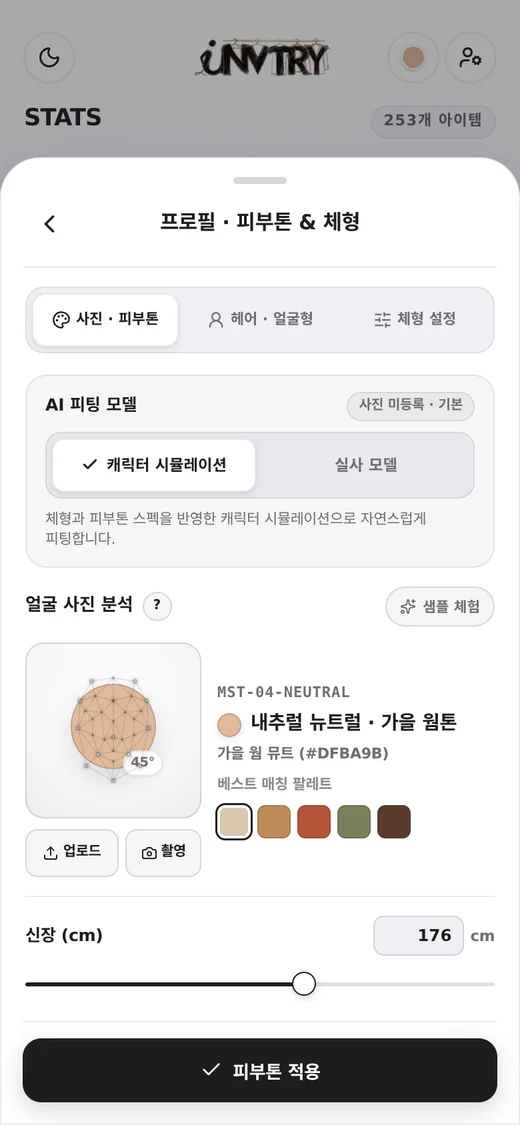 iNVTRY
STATS
253개 아이템
프로필 · 피부톤 & 체형
사진 · 피부톤
헤어 · 얼굴형
체형 설정
AI 피팅 모델
사진 미등록 · 기본
캐릭터 시뮬레이션
실사 모델
체형과 피부톤 스펙을 반영한 캐릭터 시뮬레이션으로 자연스럽게
피팅합니다.
얼굴 사진 분석
?
샘플 체험
45°
MST-04-NEUTRAL
내추럴 뉴트럴 · 가을 웜톤
가을 웜 뮤트 (#DFBA9B)
베스트 매칭 팔레트
업로드
촬영
신장 (cm)
176
cm
피부톤 적용